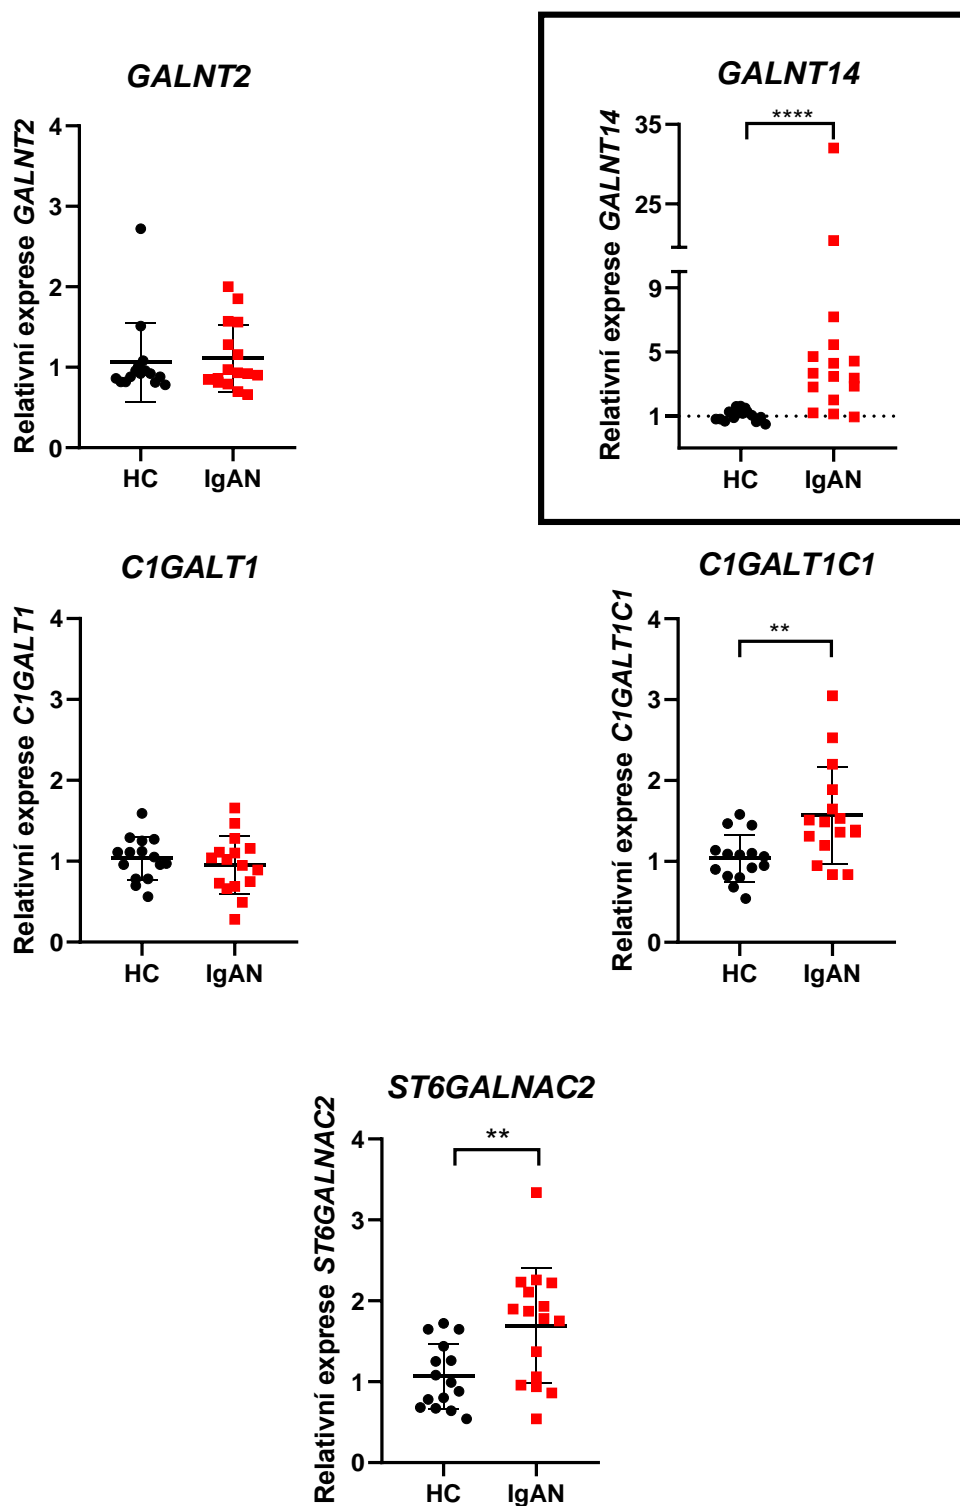 GALNT2
Relativní exprese GALNT2
4
3
2
1
0
HC IgAN
GALNT14
Relativní exprese GALNT14
****
35
25
9
5
1
HC IgAN
C1GALT1
Relativní exprese C1GALT1
4
3
2
1
0
HC IgAN
C1GALT1C1
Relativní exprese C1GALT1C1
**
4
3
2
1
0
HC IgAN
ST6GALNAC2
Relativní exprese ST6GALNAC2
**
4
3
2
1
0
HC IgAN